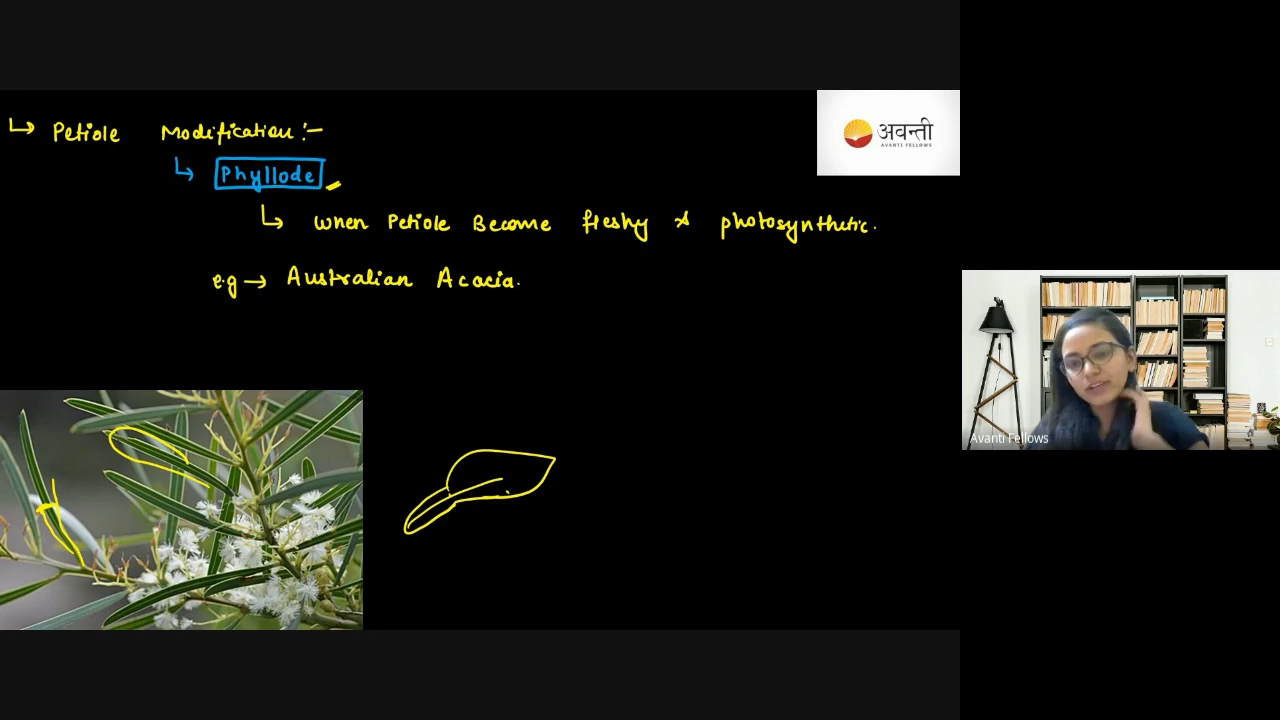 ↳ Petiole Modification :-
↳ Phyllode
↳ when Petiole Become fleshy & photosynthetic.
e.g → Australian Acacia.
अवन्ती
AVANTI FELLOWS
Avanti Fellows